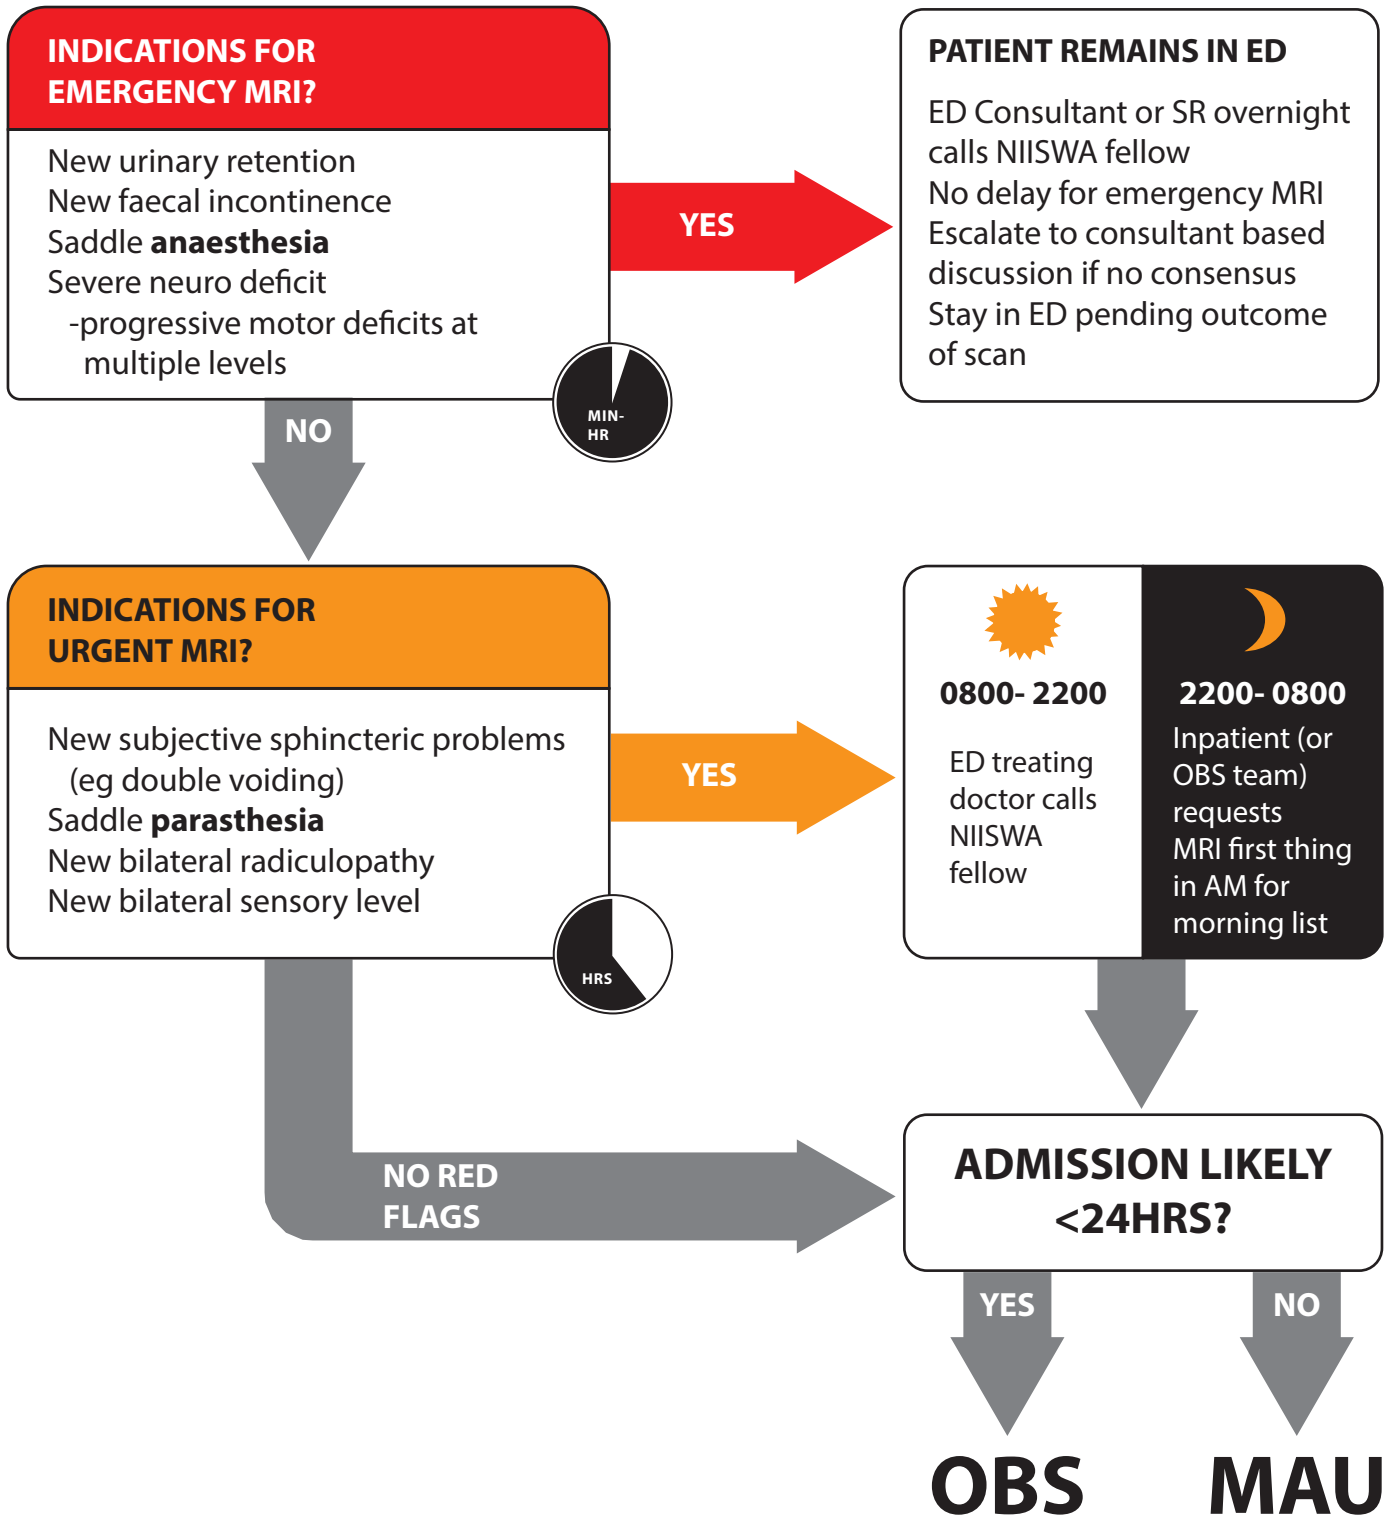 INDICATIONS FOR
EMERGENCY MRI?
New urinary retention
New faecal incontinence
Saddle anaesthesia
Severe neuro deficit
-progressive motor deficits at
multiple levels
MIN-
HR
YES
PATIENT REMAINS IN ED
ED Consultant or SR overnight
calls NIISWA fellow
No delay for emergency MRI
Escalate to consultant based
discussion if no consensus
Stay in ED pending outcome
of scan
NO
INDICATIONS FOR
URGENT MRI?
New subjective sphincteric problems
(eg double voiding)
Saddle parasthesia
New bilateral radiculopathy
New bilateral sensory level
HRS
YES
0800- 2200
ED treating
doctor calls
NIISWA
fellow
2200- 0800
Inpatient (or
OBS team)
requests
MRI first thing
in AM for
morning list
NO RED
FLAGS
ADMISSION LIKELY
<24HRS?
YES
NO
OBS
MAU